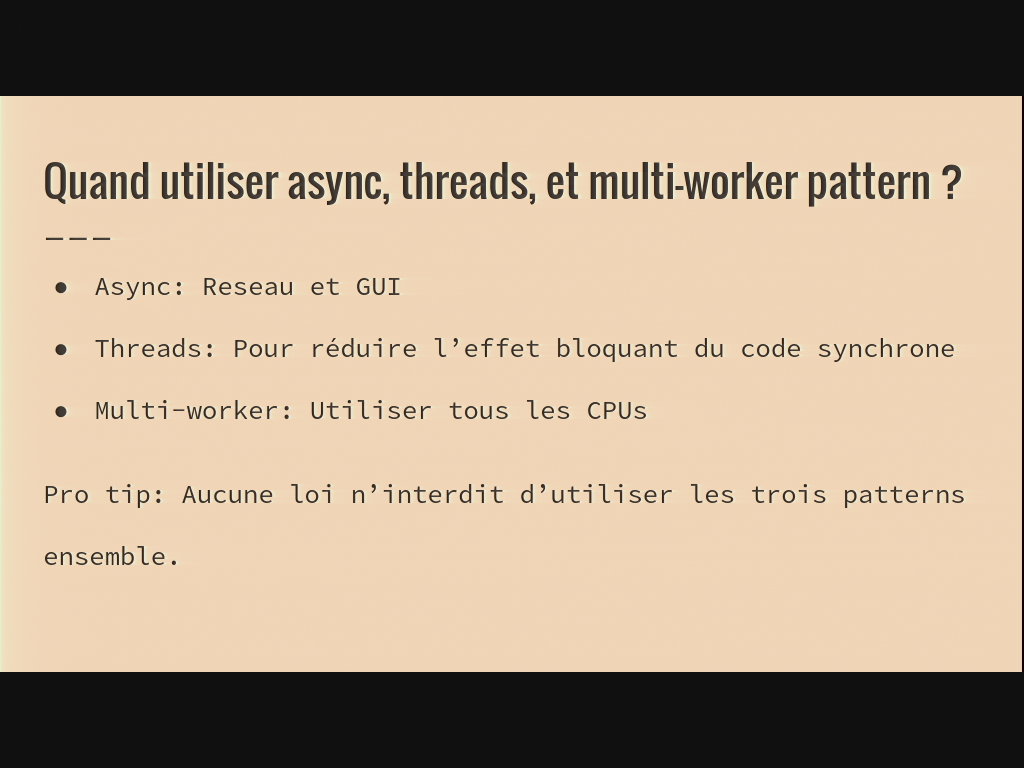 Quand utiliser async, threads, et multi-worker pattern ?
● Async: Reseau et GUI
● Threads: Pour réduire l’effet bloquant du code synchrone
● Multi-worker: Utiliser tous les CPUs
Pro tip: Aucune loi n’interdit d’utiliser les trois patterns
ensemble.